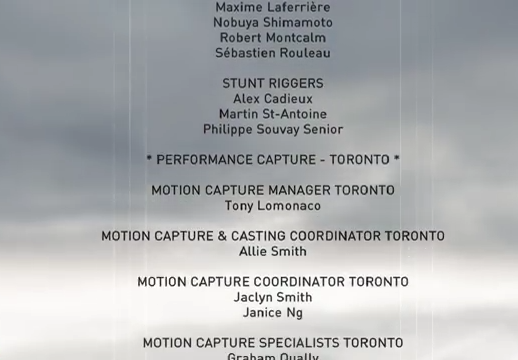 Maxime Laferrière
Nobuya Shimamoto
Robert Montcalm
Sébastien Rouleau
STUNT RIGGERS
Alex Cadieux
Martin St-Antoine
Philippe Souvay Senior
* PERFORMANCE CAPTURE - TORONTO *
MOTION CAPTURE MANAGER TORONTO
Tony Lomonaco
MOTION CAPTURE & CASTING COORDINATOR TORONTO
Allie Smith
MOTION CAPTURE COORDINATOR TORONTO
Jaclyn Smith
Janice Ng
MOTION CAPTURE SPECIALISTS TORONTO
Graham Qually